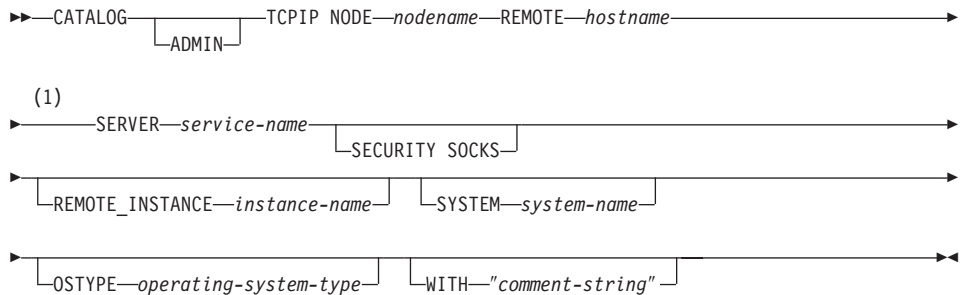 CATALOG TCPIP NODE nodename REMOTE hostname
ADMIN
(1)
SERVER service-name
SECURITY SOCKS
REMOTE_INSTANCE instance-name SYSTEM system-name
OSTYPE operating-system-type WITH "comment-string"